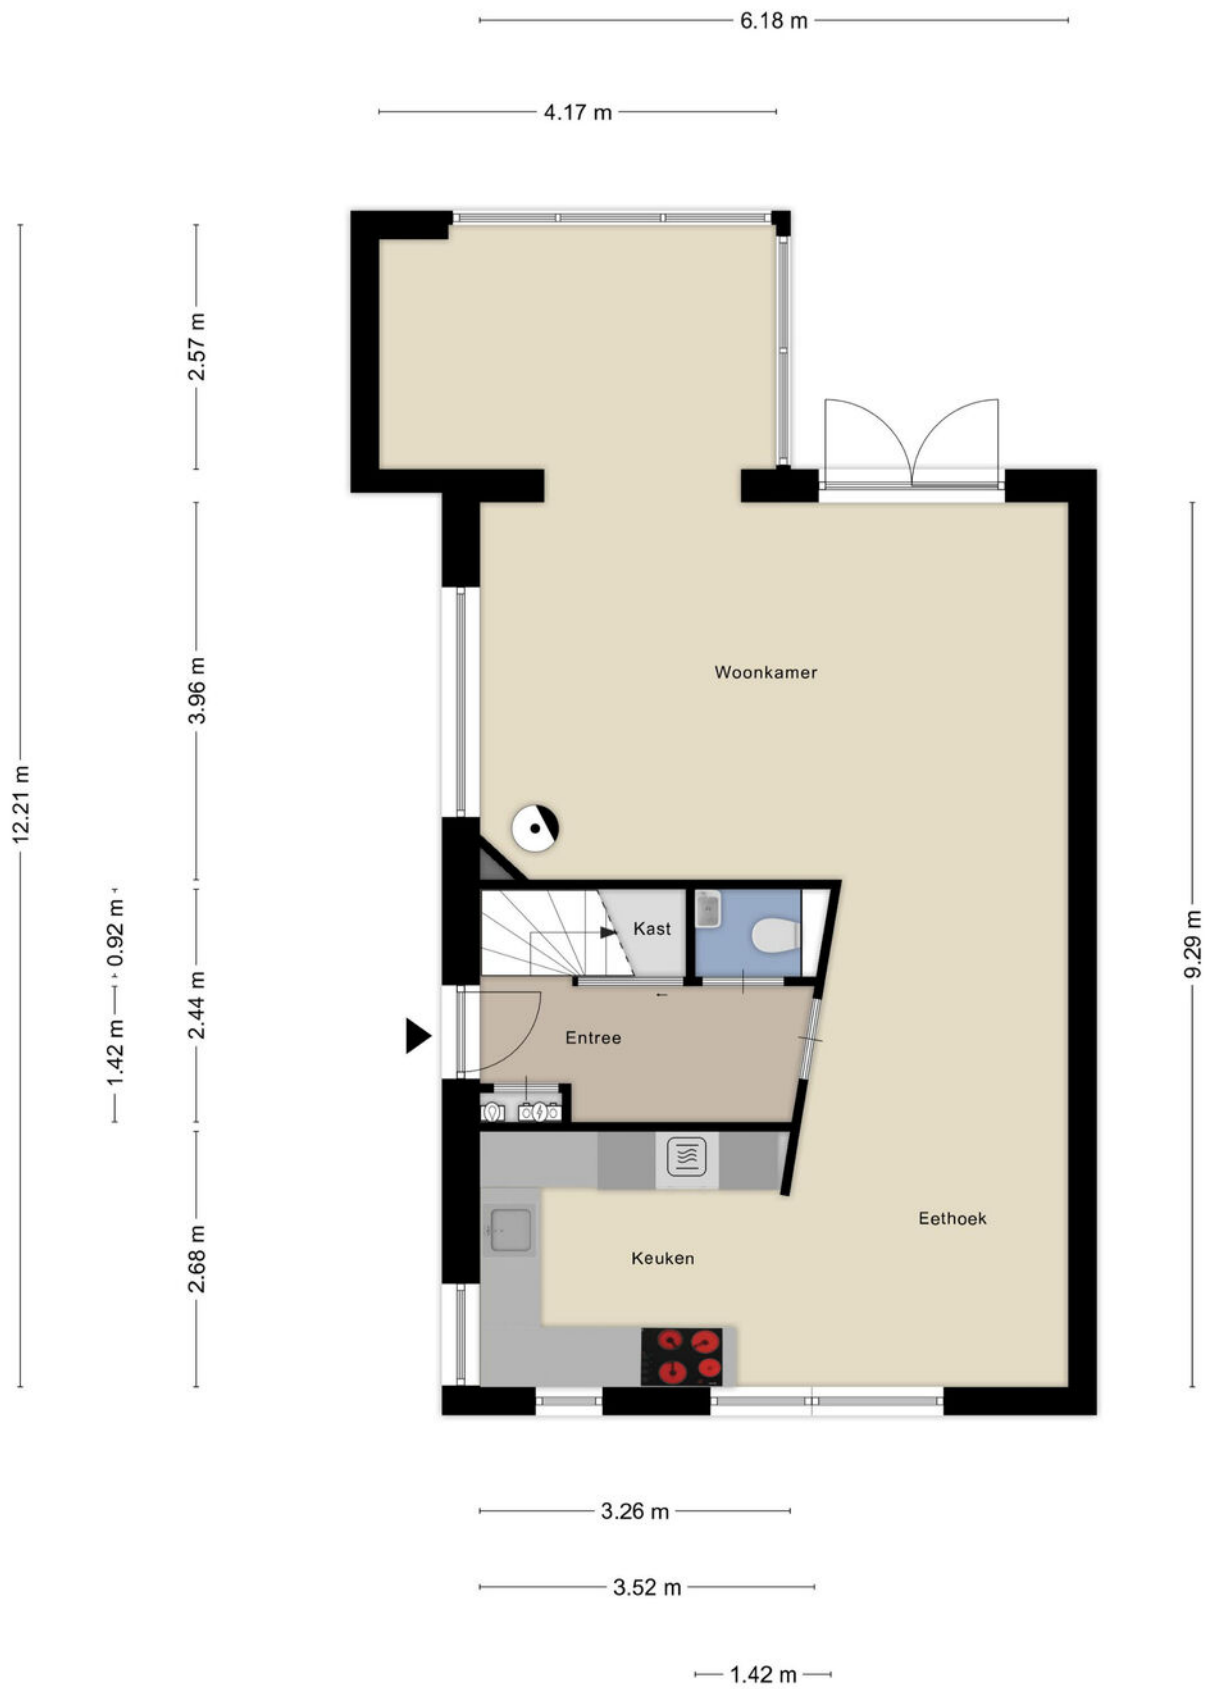 6.18 m
4.17 m
2.57 m
3.96 m
Woonkamer
12.21 m
0.92 m
1.42 m
2.44 m
9.29 m
Kast
Entree
2.68 m
Eethoek
Keuken
3.26 m
3.52 m
1.42 m